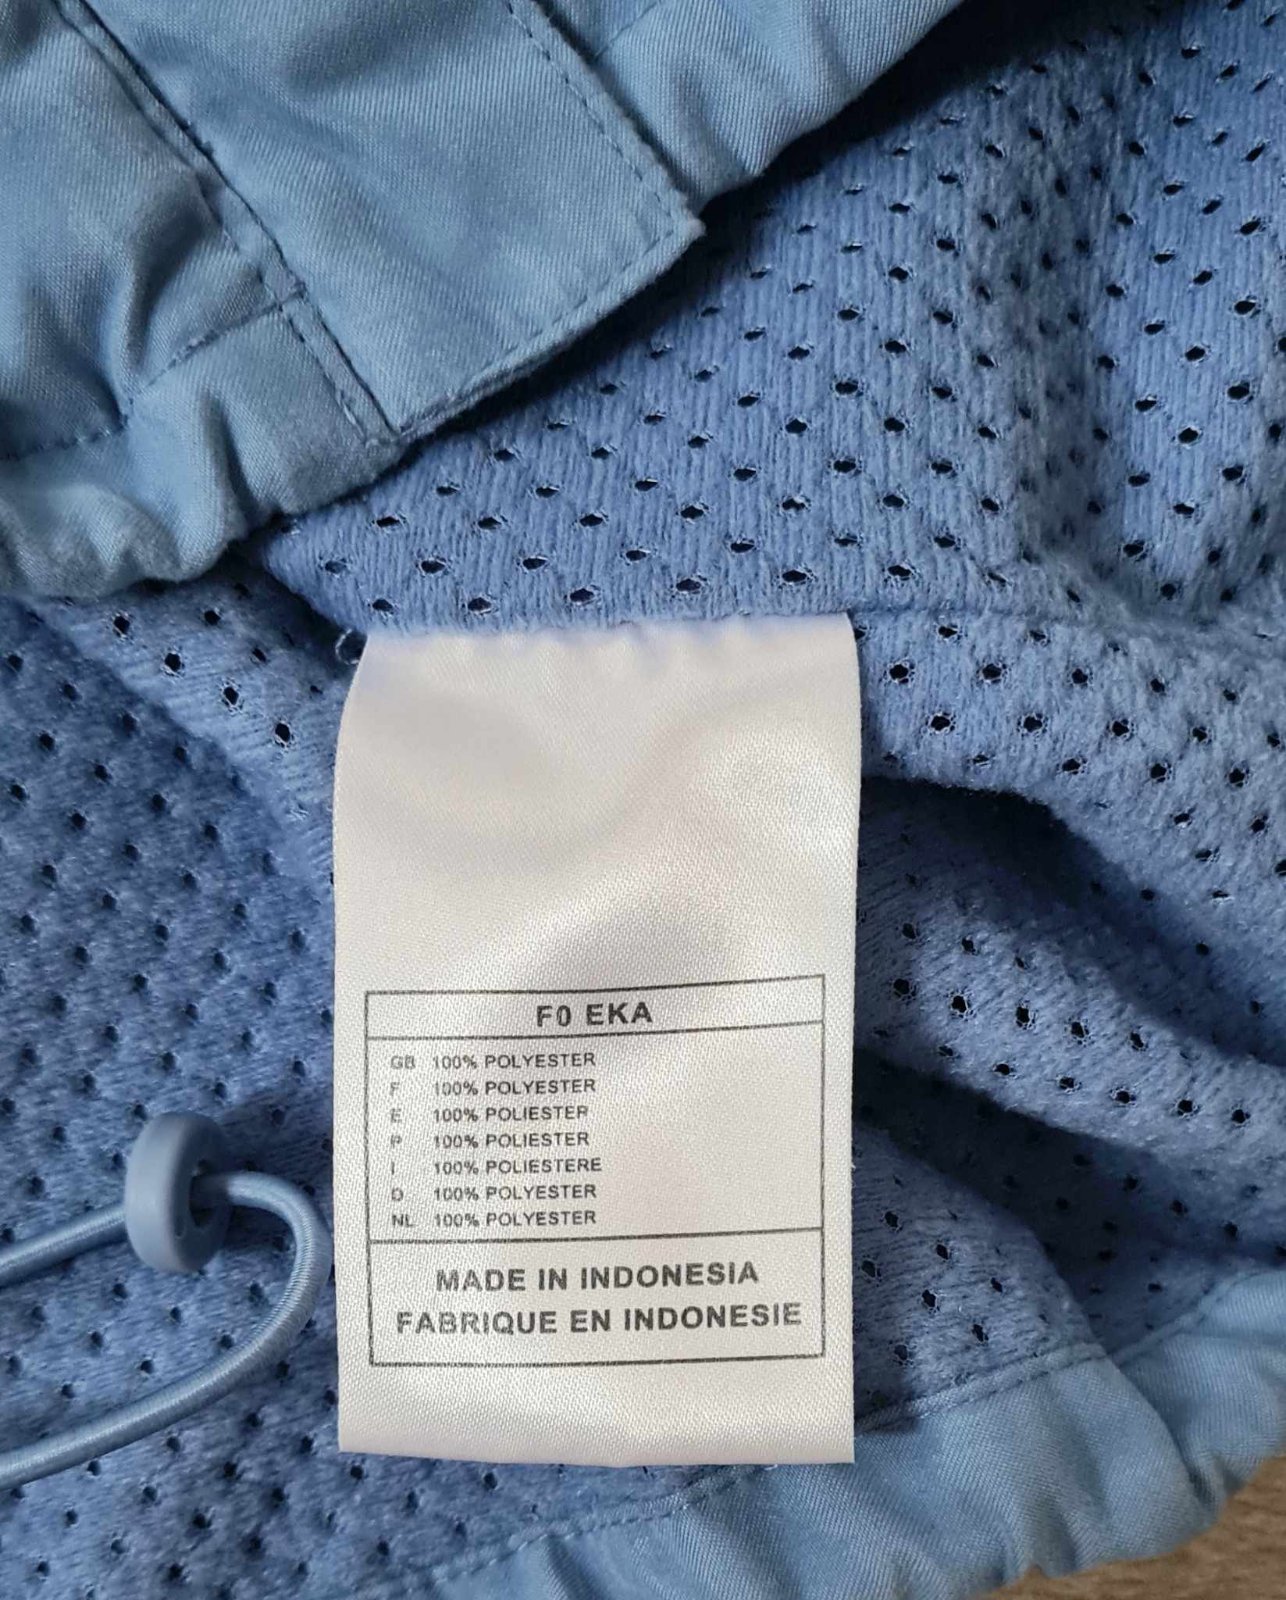 F0 EKA
GB 100% POLYESTER
F 100% POLYESTER
E 100% POLIESTER
P 100% POLIESTER
I 100% POLIESTERE
D 100% POLYESTER
NL 100% POLYESTER
MADE IN INDONESIA
FABRIQUE EN INDONESIE